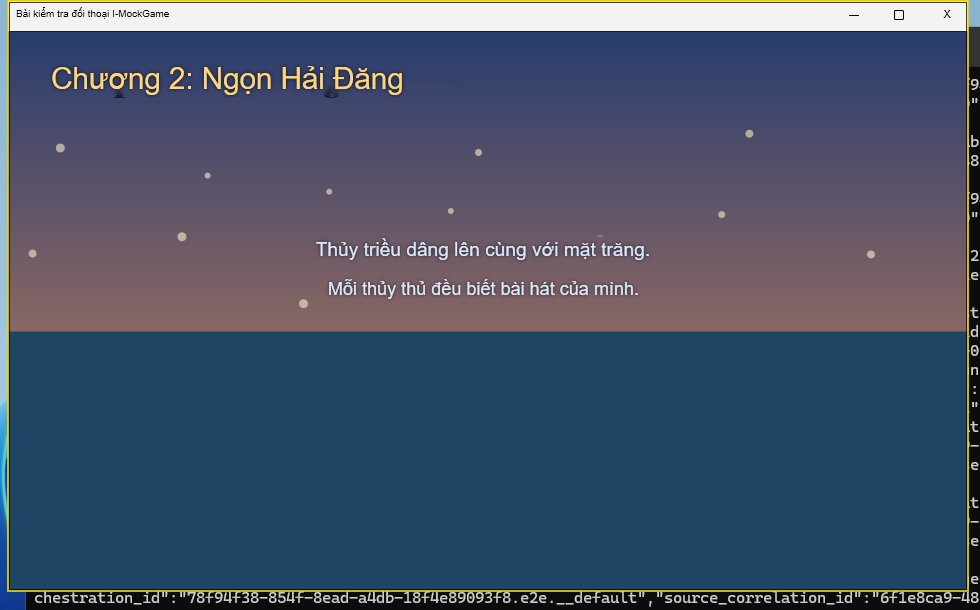 Bài kiểm tra đối thoại I-MockGame
X
Chương 2: Ngọn Hải Đăng
Thủy triều dâng lên cùng với mặt trăng.
Mỗi thủy thủ đều biết bài hát của mình.
chestration_id":"78f94f38-854f-8ead-a4db-18f4e89093f8.e2e.__default","source_correlation_id":"6f1e8ca9-4